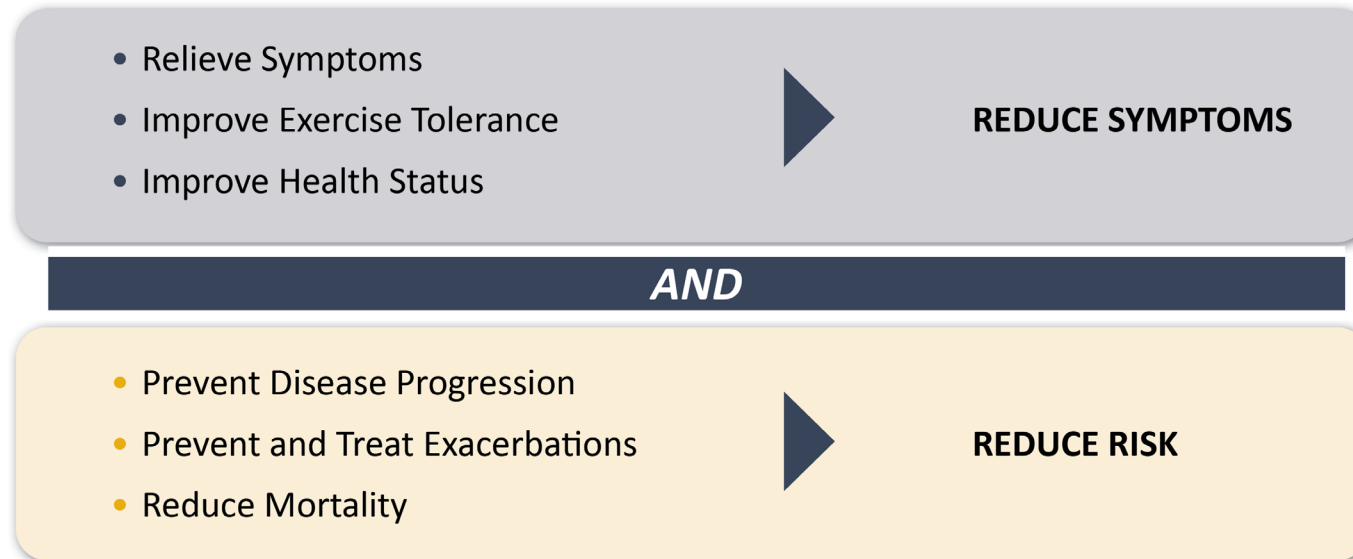 • Relieve Symptoms
• Improve Exercise Tolerance
• Improve Health Status
REDUCE SYMPTOMS
AND
• Prevent Disease Progression
• Prevent and Treat Exacerbations
• Reduce Mortality
REDUCE RISK